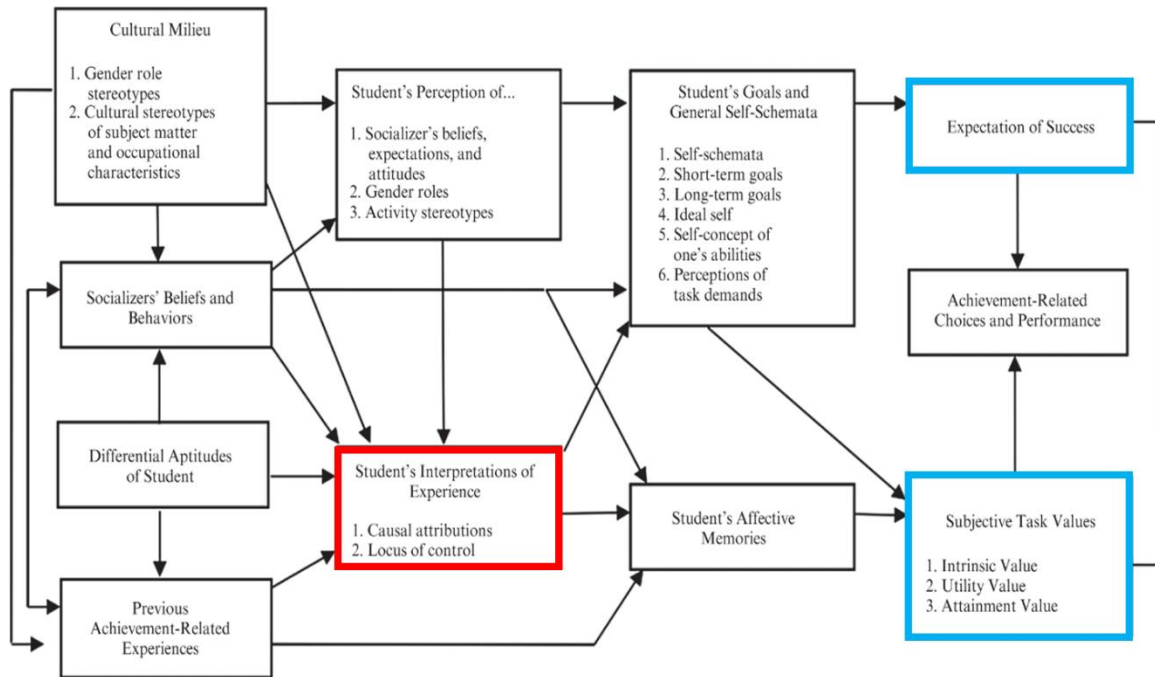 Cultural Milieu
1. Gender role
stereotypes
2. Cultural stereotypes
of subject matter
and occupational
characteristics
Student's Perception of...
1. Socializer's beliefs,
expectations, and
attitudes
2. Gender roles
3. Activity stereotypes
Student's Goals and
General Self-Schemata
1. Self-schemata
2. Short-term goals
3. Long-term goals
4. Ideal self
5. Self-concept of
one's abilities
6. Perceptions of
task demands
Expectation of Success
Socializers' Beliefs and
Behaviors
Achievement-Related
Choices and Performance
Differential Aptitudes
of Student
Student's Interpretations of
Experience
1. Causal attributions
2. Locus of control
Student's Affective
Memories
Subjective Task Values
1. Intrinsic Value
2. Utility Value
3. Attainment Value
Previous
Achievement-Related
Experiences